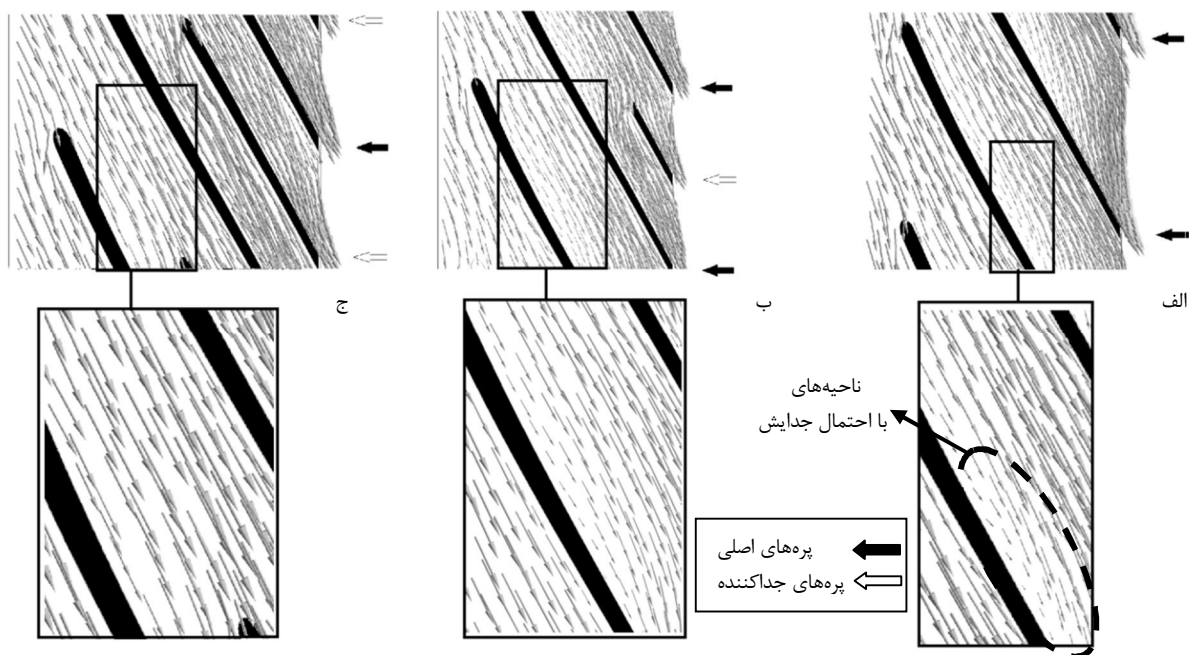 الف
ب
ج
ناحیه‌های
با احتمال جدایش
پره‌های اصلی
پره‌های جداکننده